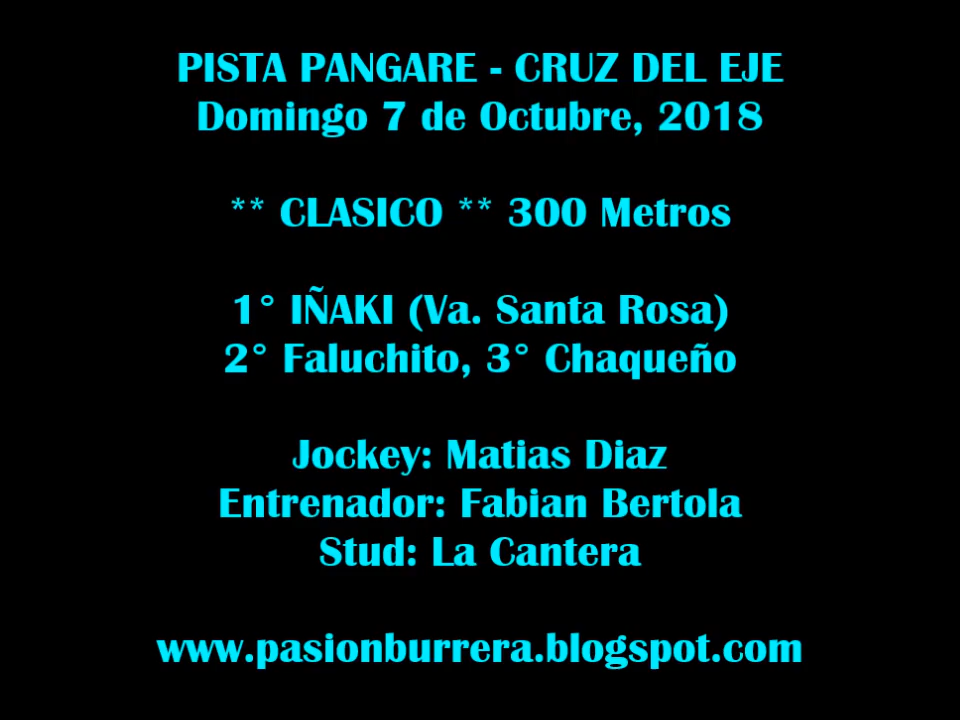 PISTA PANGARE - CRUZ DEL EJE
Domingo 7 de Octubre, 2018
** CLASICO ** 300 Metros
1° IÑAKI (Va. Santa Rosa)
2° Faluchito, 3° Chaqueño
Jockey: Matias Diaz
Entrenador: Fabian Bertola
Stud: La Cantera
www.pasionburrera.blogspot.com